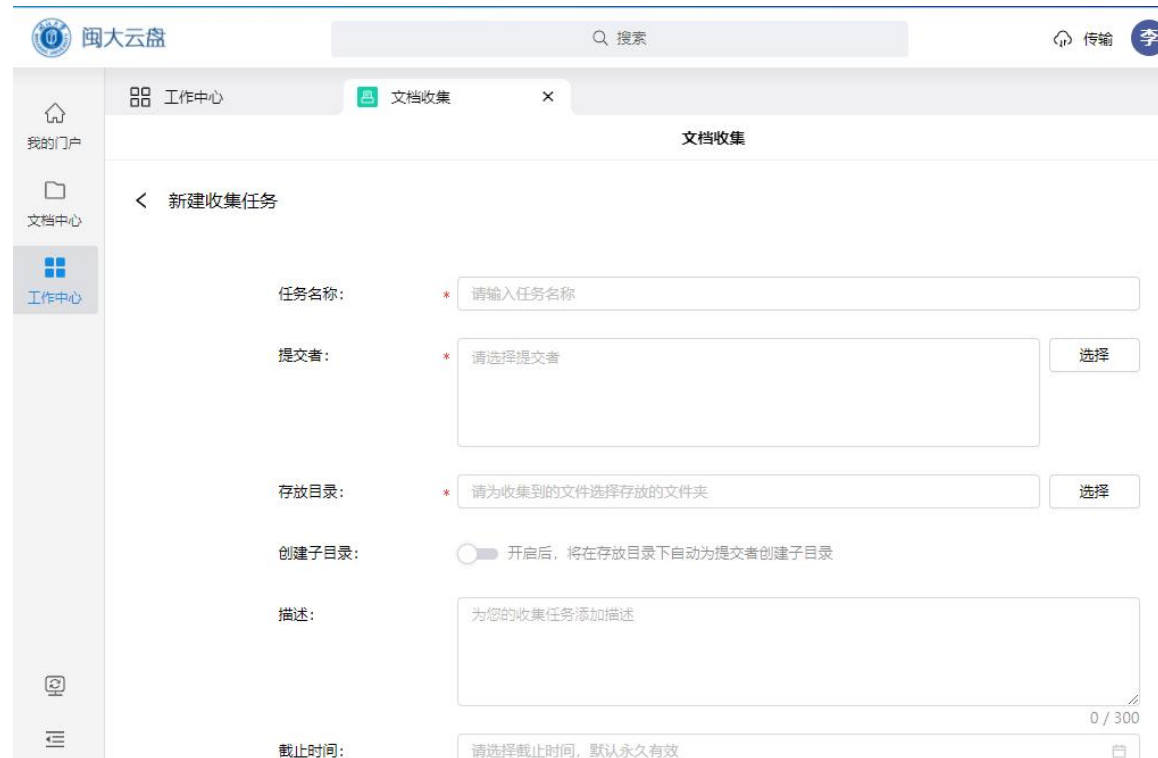 闽大云盘
搜索
传输
李
工作中心
文档收集
我的门户
文档收集
新建收集任务
文档中心
工作中心
任务名称：
* 请输入任务名称
提交者：
* 请选择提交者
选择
存放目录：
* 请为收集到的文件选择存放的文件夹
选择
创建子目录：
开启后，将在存放目录下自动为提交者创建子目录
描述：
为您的收集任务添加描述
0 / 300
截止时间：
请选择截止时间，默认永久有效